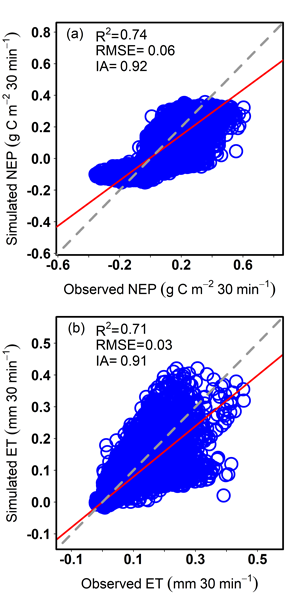 (a)
R²=0.74
RMSE= 0.06
IA= 0.92
0.8
0.6
0.4
0.2
0.0
-0.2
-0.4
-0.6
Simulated NEP (g C m⁻² 30 min⁻¹)
-0.6 -0.2 0.2 0.6
Observed NEP (g C m⁻² 30 min⁻¹)
(b)
R²=0.71
RMSE=0.03
IA= 0.91
0.5
0.4
0.3
0.2
0.1
0.0
-0.1
Simulated ET (mm 30 min⁻¹)
-0.1 0.1 0.3 0.5
Observed ET (mm 30 min⁻¹)